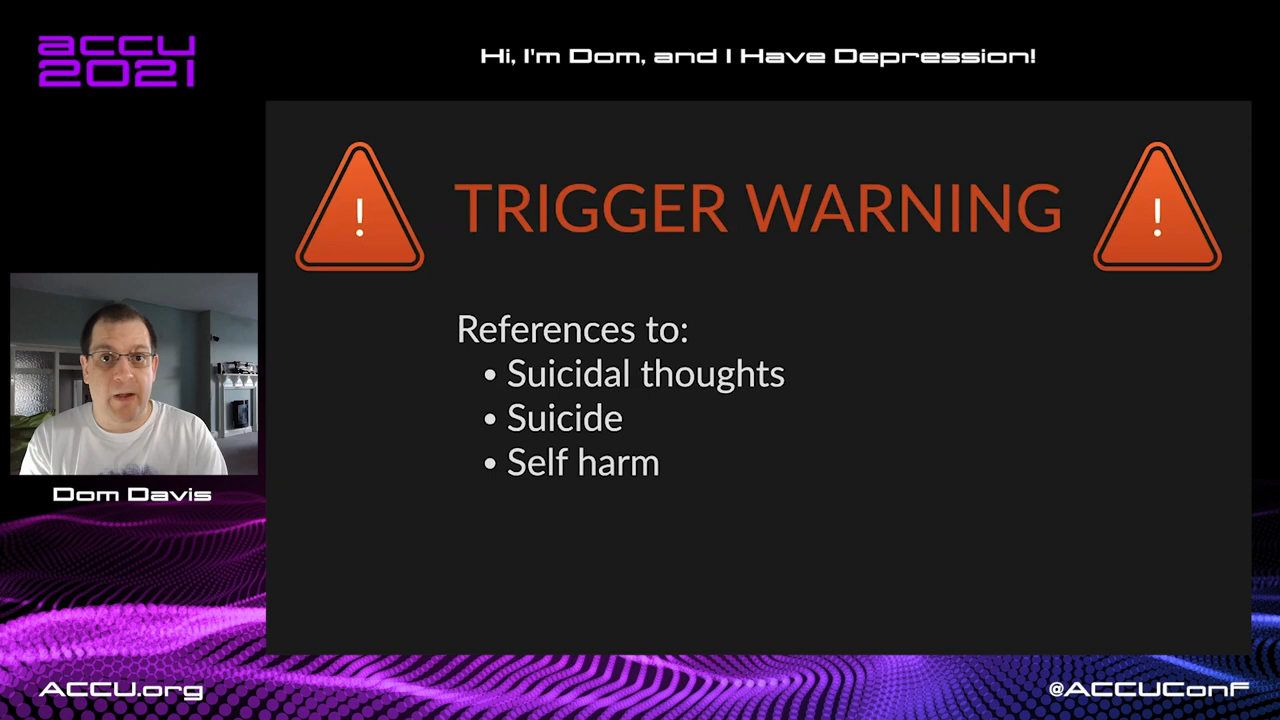 accu
2021
Hi, I'm Dom, and I Have Depression!
!
TRIGGER WARNING
!
References to:
• Suicidal thoughts
• Suicide
• Self harm
Dom Davis
ACCU.org
@ACCUConf